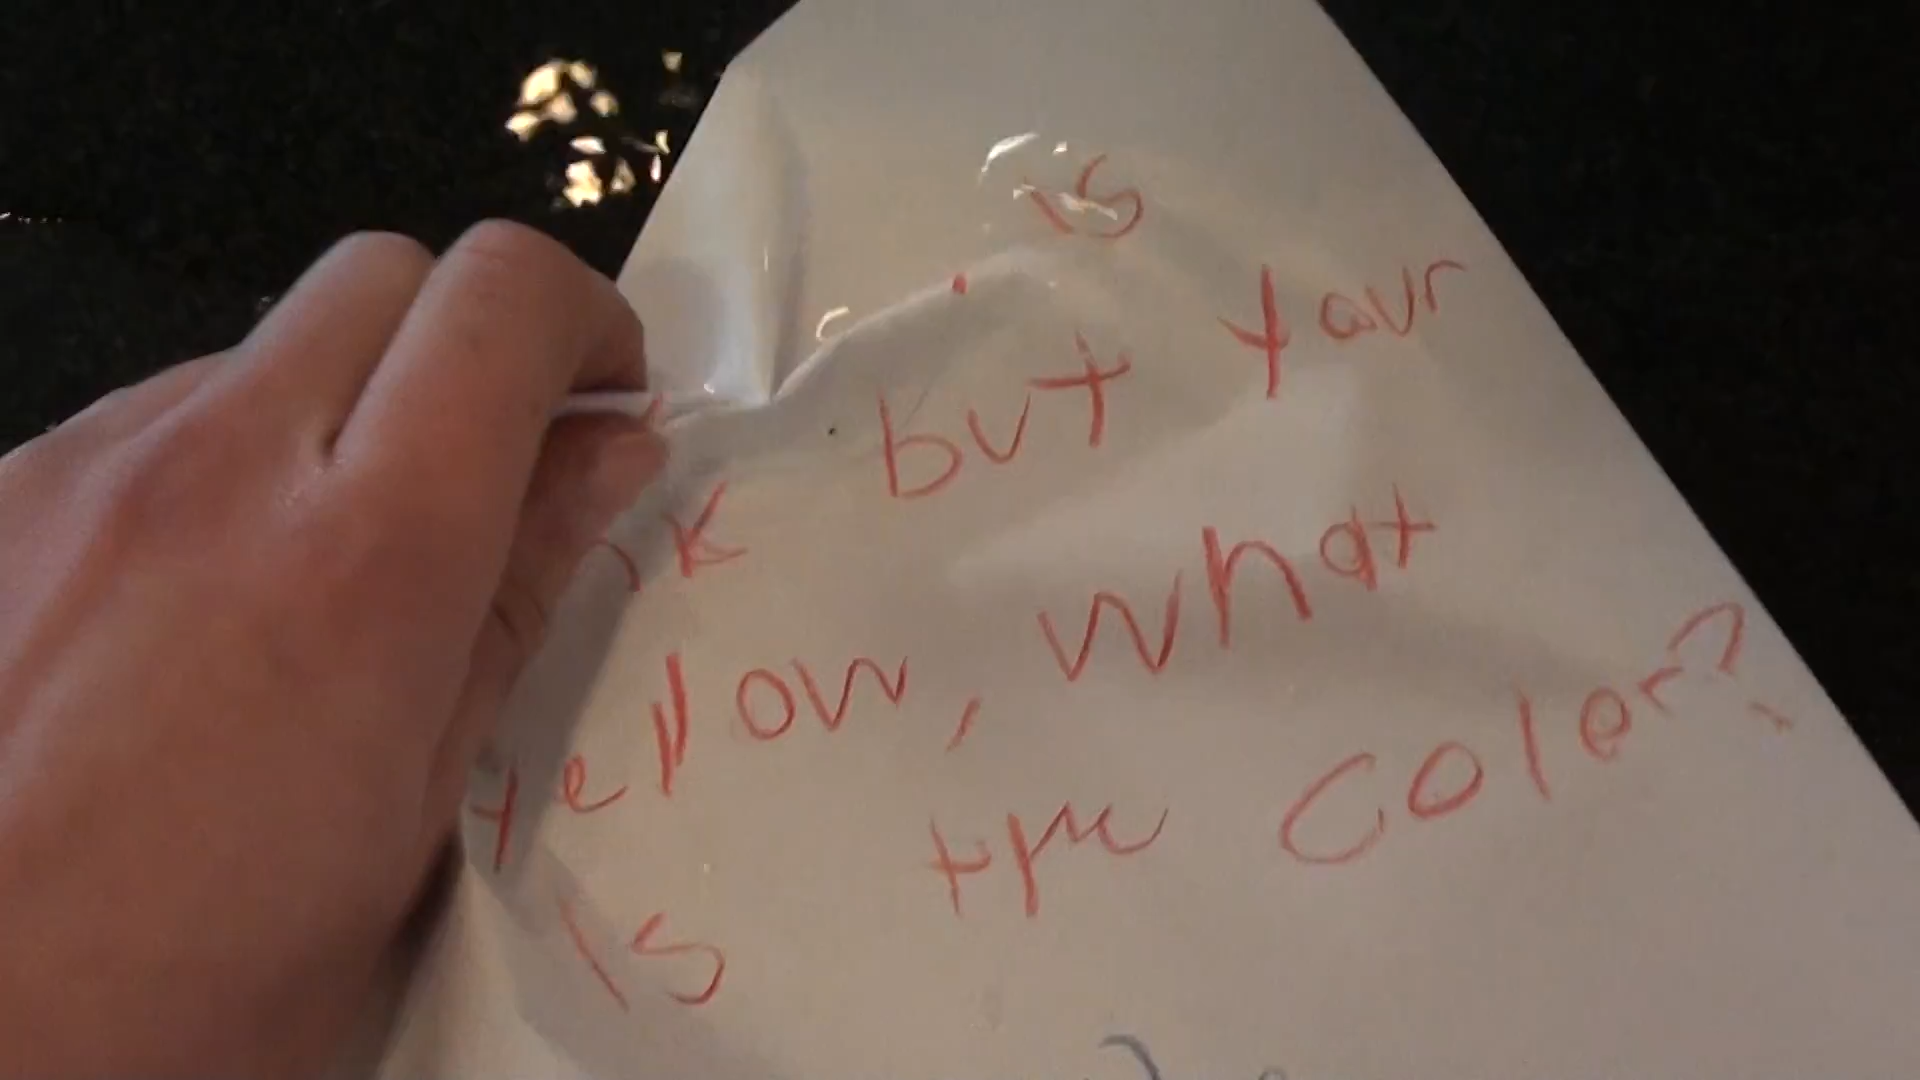 is
but your
yellow, what
is the color?